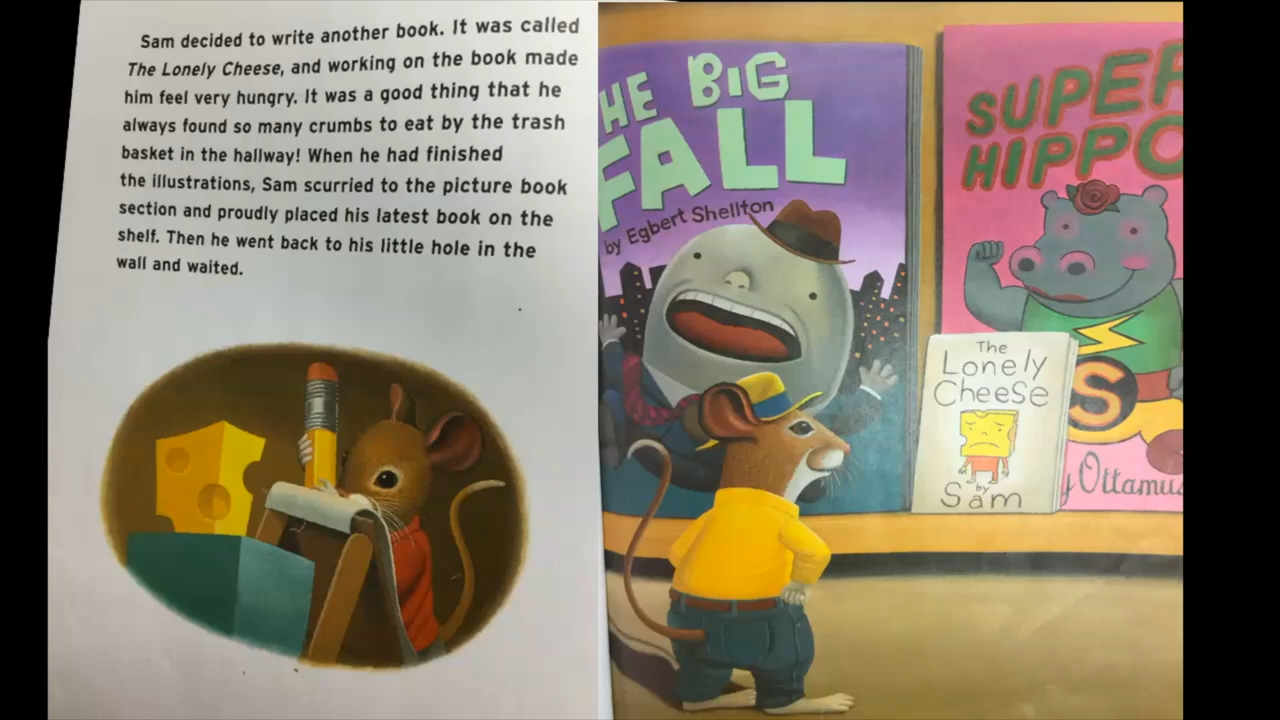 Sam decided to write another book. It was called
The Lonely Cheese, and working on the book made
him feel very hungry. It was a good thing that he
always found so many crumbs to eat by the trash
basket in the hallway! When he had finished
the illustrations, Sam scurried to the picture book
section and proudly placed his latest book on the
shelf. Then he went back to his little hole in the
wall and waited.
HE BIG
FALL
by Egbert Shellton
SUPER
HIPPO
S
y Ottamus
The
Lonely
Cheese
by
Sam